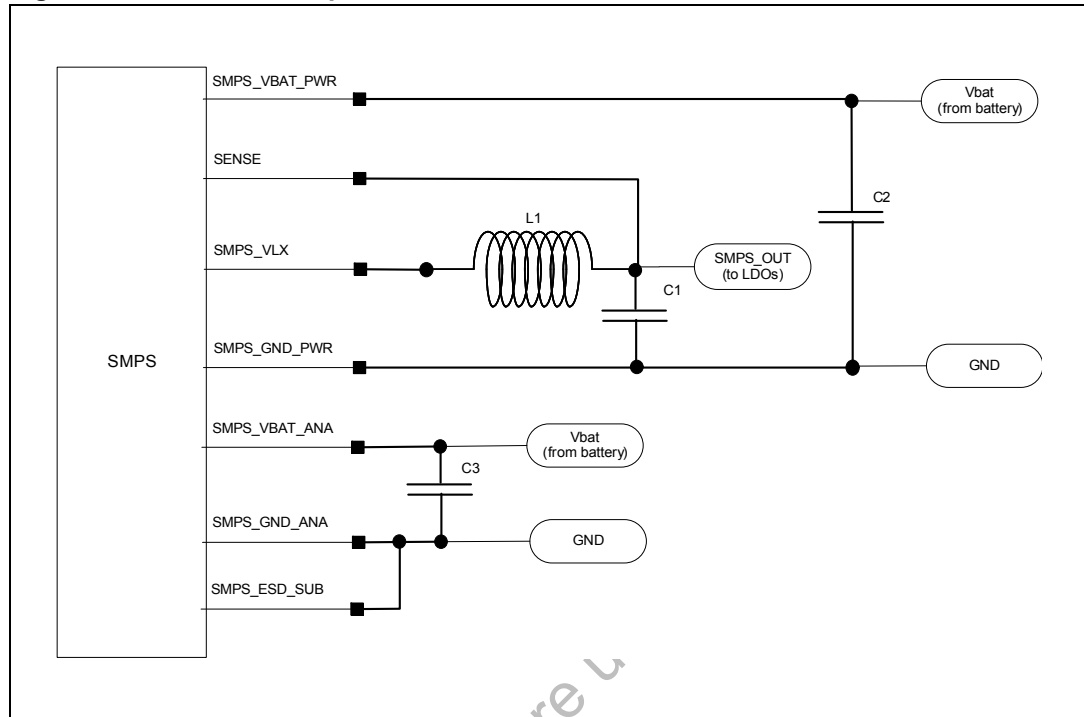 SMPS_VBAT_PWR
Vbat
(from battery)
SENSE
C2
L1
SMPS_VLX
SMPS_OUT
(to LDOs)
C1
SMPS_GND_PWR
SMPS
GND
SMPS_VBAT_ANA
Vbat
(from battery)
C3
SMPS_GND_ANA
GND
SMPS_ESD_SUB